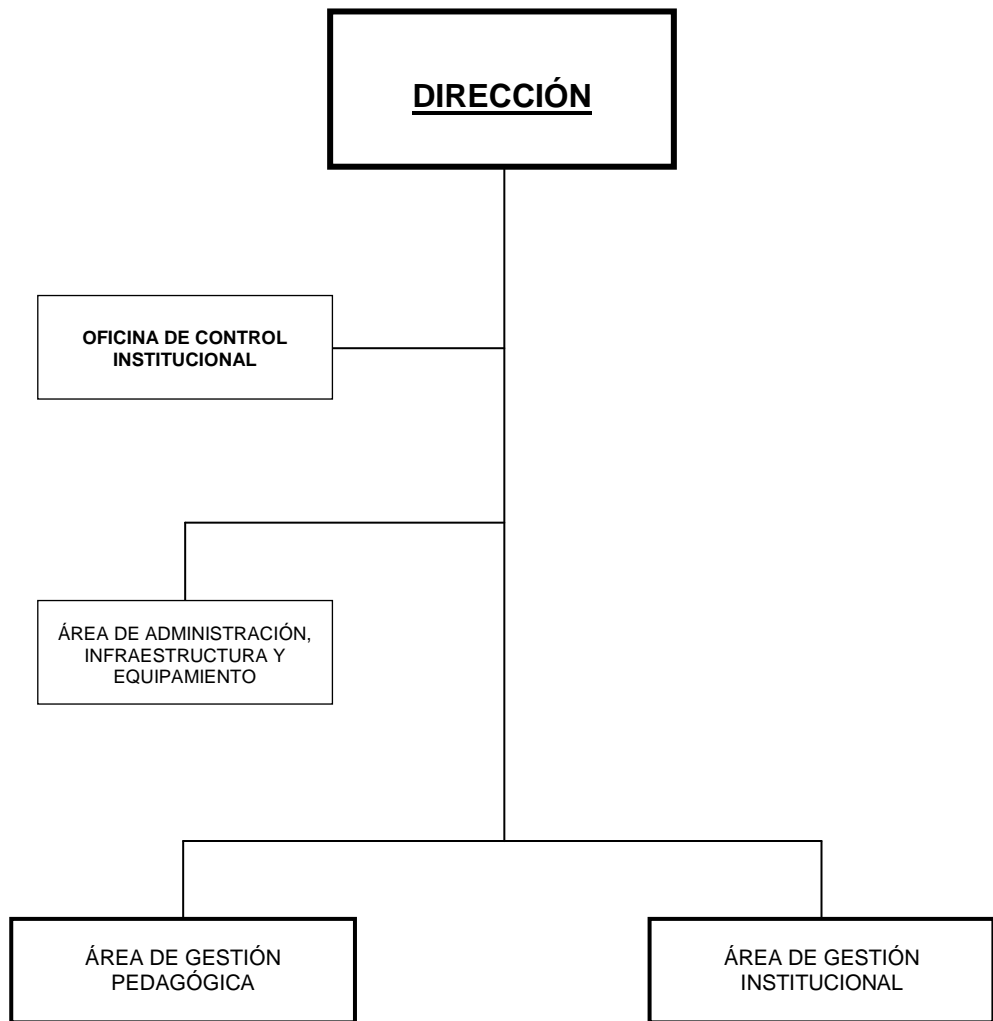 DIRECCIÓN
OFICINA DE CONTROL
INSTITUCIONAL
ÁREA DE ADMINISTRACIÓN,
INFRAESTRUCTURA Y
EQUIPAMIENTO
ÁREA DE GESTIÓN
PEDAGÓGICA
ÁREA DE GESTIÓN
INSTITUCIONAL